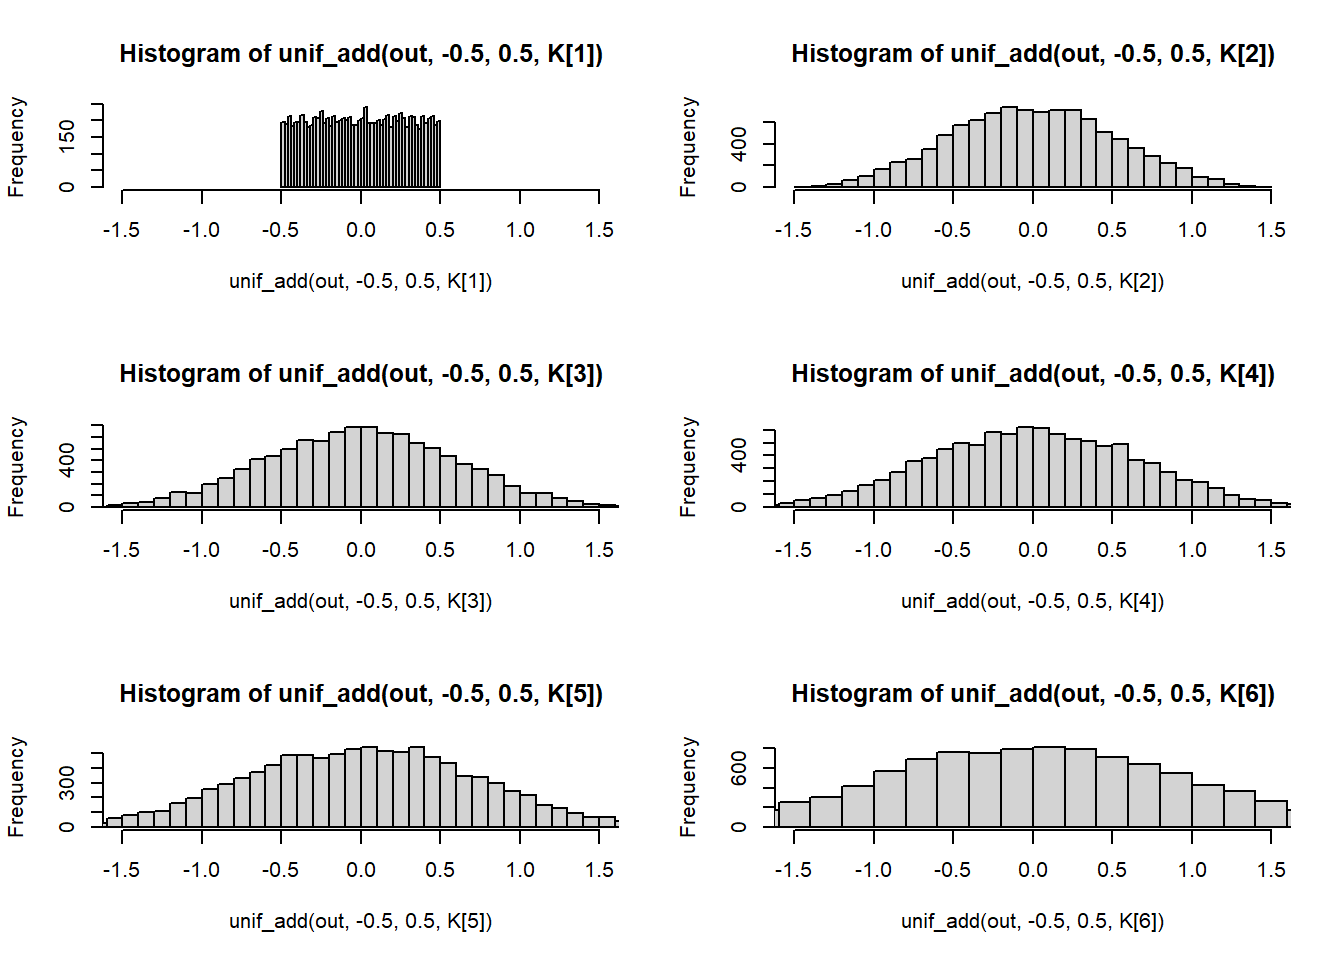 Histogram of unif_add(out, -0.5, 0.5, K[1])
Frequency
150
0
-1.5 -1.0 -0.5 0.0 0.5 1.0 1.5
unif_add(out, -0.5, 0.5, K[1])
Histogram of unif_add(out, -0.5, 0.5, K[2])
Frequency
400
0
-1.5 -1.0 -0.5 0.0 0.5 1.0 1.5
unif_add(out, -0.5, 0.5, K[2])
Histogram of unif_add(out, -0.5, 0.5, K[3])
Frequency
400
0
-1.5 -1.0 -0.5 0.0 0.5 1.0 1.5
unif_add(out, -0.5, 0.5, K[3])
Histogram of unif_add(out, -0.5, 0.5, K[4])
Frequency
400
0
-1.5 -1.0 -0.5 0.0 0.5 1.0 1.5
unif_add(out, -0.5, 0.5, K[4])
Histogram of unif_add(out, -0.5, 0.5, K[5])
Frequency
300
0
-1.5 -1.0 -0.5 0.0 0.5 1.0 1.5
unif_add(out, -0.5, 0.5, K[5])
Histogram of unif_add(out, -0.5, 0.5, K[6])
Frequency
600
0
-1.5 -1.0 -0.5 0.0 0.5 1.0 1.5
unif_add(out, -0.5, 0.5, K[6])